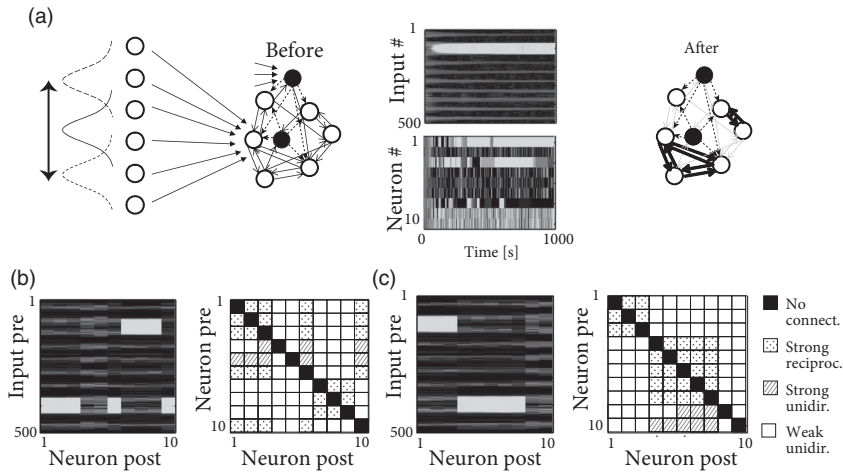 (a)
Before
Input #
1
500
After
Neuron #
1
10
0
1000
Time [s]
(b)
Input pre
1
500
1
10
Neuron post
Neuron pre
1
10
1
10
Neuron post
(c)
Input pre
1
500
1
10
Neuron post
Neuron pre
1
10
1
10
Neuron post
No
connect.
Strong
reciproc.
Strong
unidir.
Weak
unidir.